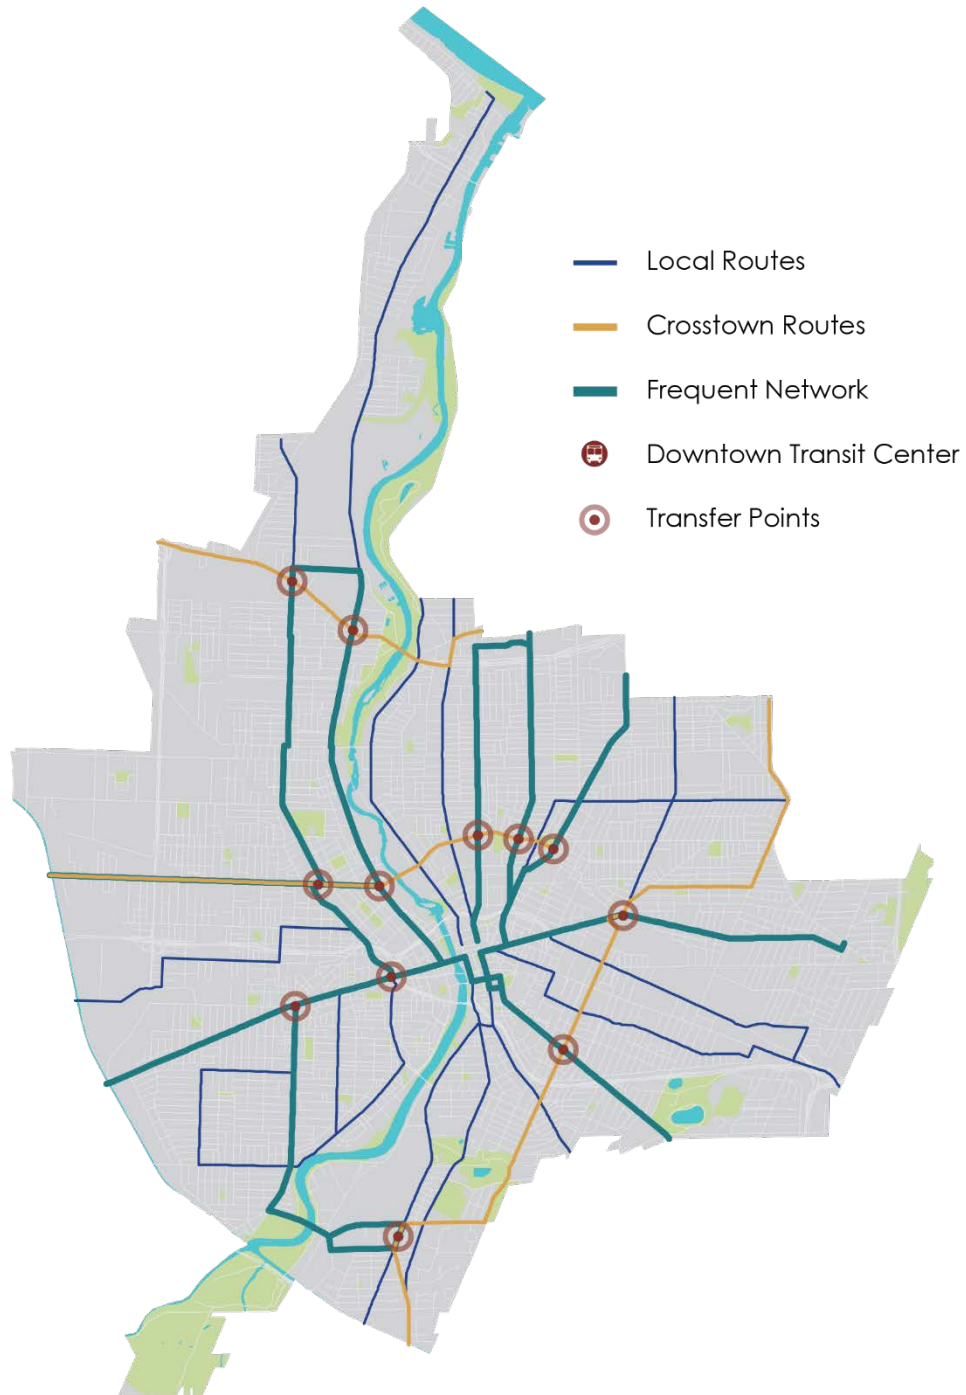 Local Routes
Crosstown Routes
Frequent Network
Downtown Transit Center
Transfer Points